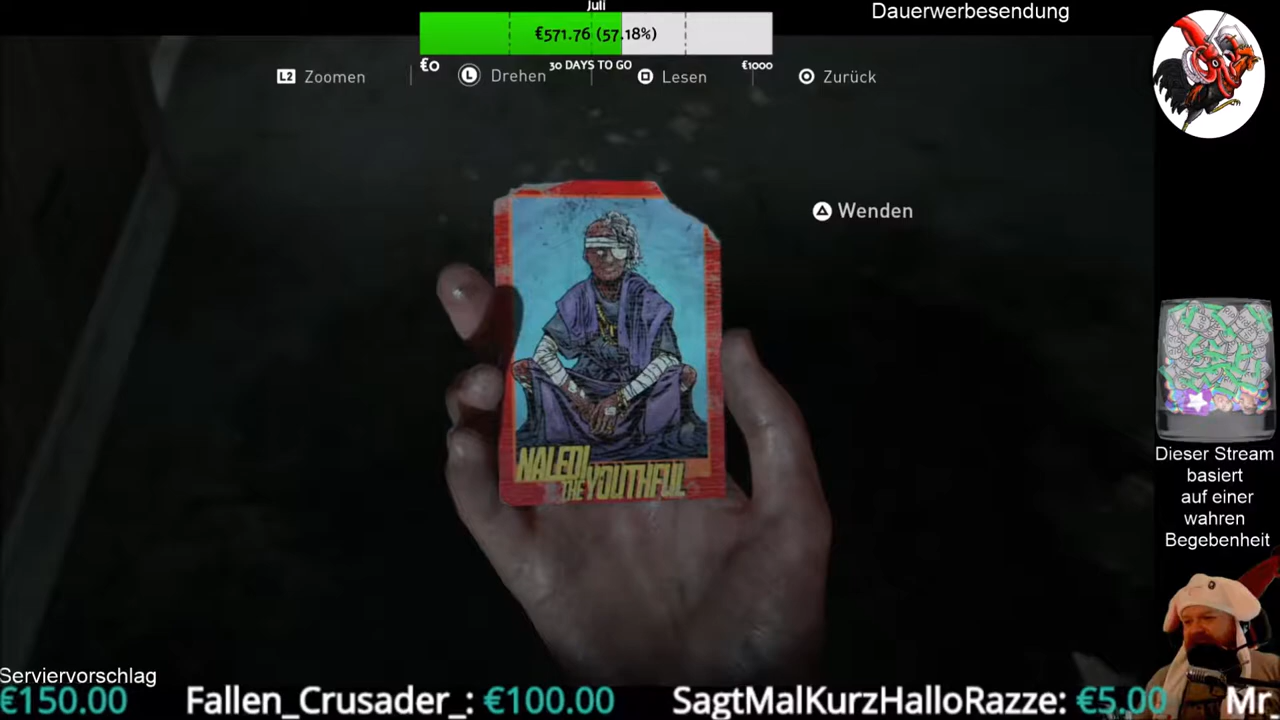 Juli
Dauerwerbesendung
€571.76 (57.18%)
€0
30 DAYS TO GO
€1000
L2 Zoomen
L Drehen
Lesen
Zurück
Wenden
NALEDI
THE YOUTHFUL
Dieser Stream
basiert
auf einer
wahren
Begebenheit
Serviervorschlag
€150.00 Fallen_Crusader_: €100.00 SagtMalKurzHalloRazze: €5.00 Mr